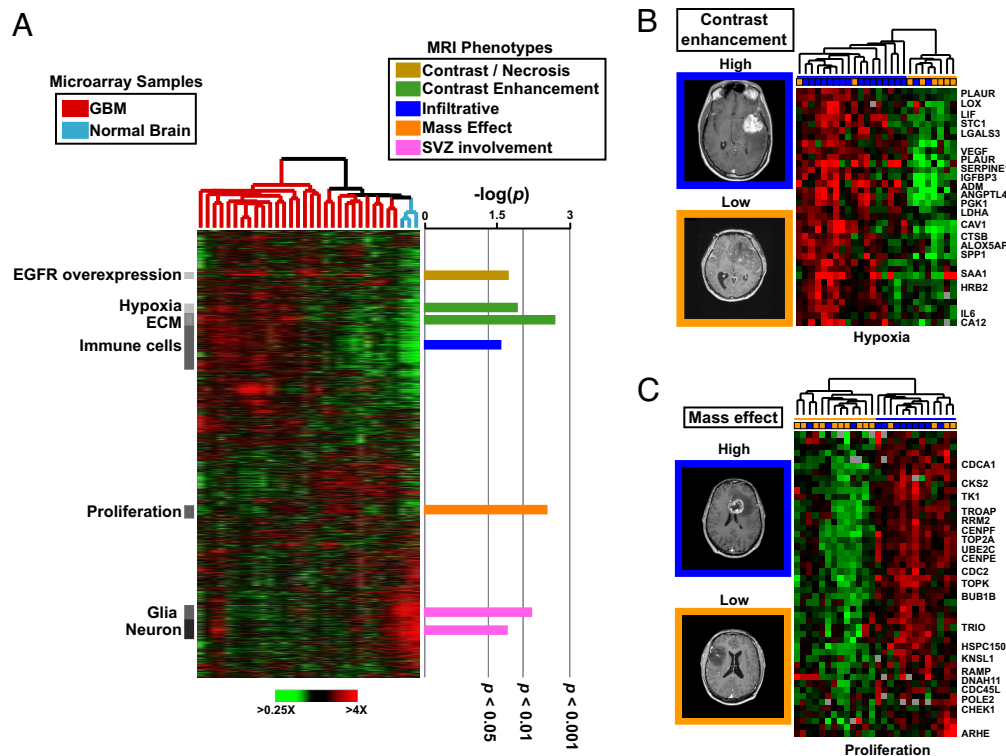 A
Microarray Samples
GBM
Normal Brain
MRI Phenotypes
Contrast / Necrosis
Contrast Enhancement
Infiltrative
Mass Effect
SVZ involvement
-log(p)
0
1.5
3
EGFR overexpression
Hypoxia
ECM
Immune cells
Proliferation
Glia
Neuron
>0.25X
>4X
p < 0.05
p < 0.01
p < 0.001
B
Contrast
enhancement
High
Low
PLAUR
LOX
LIF
STC1
LGALS3
VEGF
PLAUR
SERPINE1
IGFBP3
ADM
ANGPTL4
PGK1
LDHA
CAV1
CTSB
ALOX5AP
SPP1
SAA1
HRB2
IL6
CA12
Hypoxia
C
Mass effect
High
Low
CDCA1
CKS2
TK1
TROAP
RRM2
CENPF
TOP2A
UBE2C
CENPE
CDC2
TOPK
BUB1B
TRIO
HSPC150
KNSL1
RAMP
DNAH11
CDC45L
POLE2
CHEK1
ARHE
Proliferation